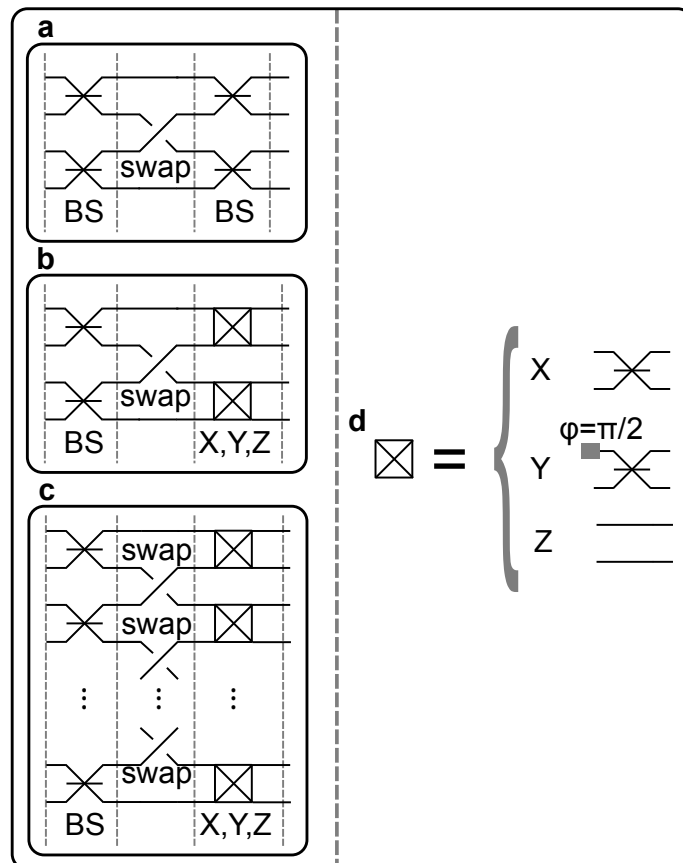 a
swap
BS BS
b
swap
BS X,Y,Z
c
swap
swap
⋮ ⋮ ⋮
swap
BS X,Y,Z
d
=
X
φ=π/2
Y
Z